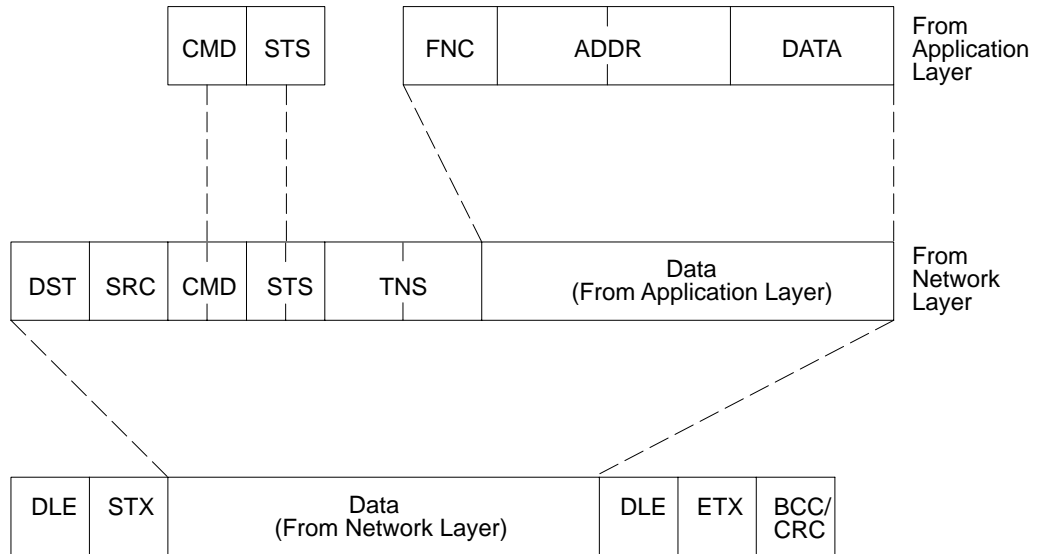 CMD STS FNC ADDR DATA From
Application
Layer
DST SRC CMD STS TNS Data
(From Application Layer) From
Network
Layer
DLE STX Data
(From Network Layer) DLE ETX BCC/
CRC